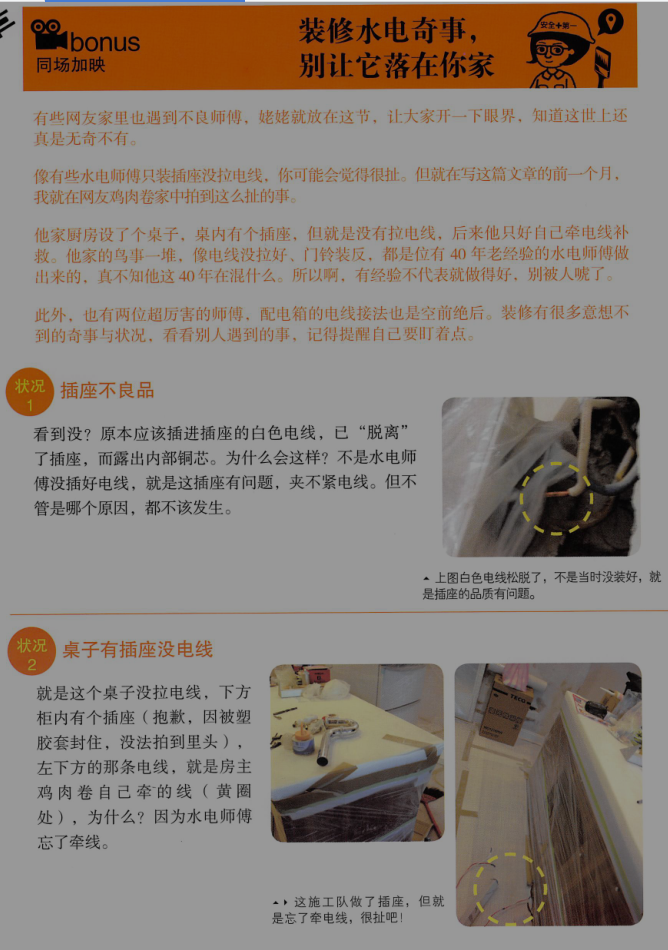 bonus
同场加映
装修水电奇事，
别让它落在你家
安全第一
有些网友家里也遇到不良师傅，姥姥就放在这节，让大家开一下眼界，知道这世上还
真是无奇不有。
像有些水电师傅只装插座没拉电线，你可能会觉得很扯。但就在写这篇文章的前一个月，
我就在网友鸡肉卷家中拍到这么扯的事。
他家厨房设了个桌子，桌内有个插座，但就是没有拉电线，后来他只好自己牵电线补
救。他家的鸟事一堆，像电线没拉好、门铃装反，都是位有 40 年老经验的水电师傅做
出来的，真不知他这 40 年在混什么。所以啊，有经验不代表就做得好，别被人唬了。
此外，也有两位超厉害的师傅，配电箱的电线接法也是空前绝后。装修有很多意想不
到的奇事与状况，看看别人遇到的事，记得提醒自己要盯着点。
状况
1
插座不良品
看到没？原本应该插进插座的白色电线，已“脱离”
了插座，而露出内部铜芯。为什么会这样？不是水电师
傅没插好电线，就是这插座有问题，夹不紧电线。但不
管是哪个原因，都不该发生。
上图白色电线松脱了，不是当时没装好，就
是插座的品质有问题。
状况
2
桌子有插座没电线
就是这个桌子没拉电线，下方
柜内有个插座（抱歉，因被塑
胶套封住，没法拍到里头），
左下方的那条电线，就是房主
鸡肉卷自己牵的线（黄圈
处），为什么？因为水电师傅
忘了牵线。
TECO
这施工队做了插座，但就
是忘了牵电线，很扯吧！